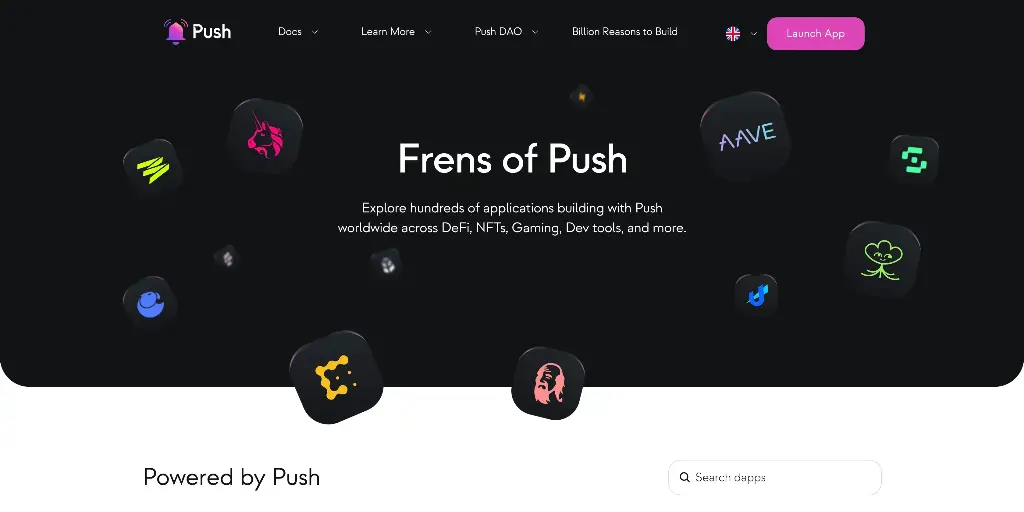 Push
Docs
Learn More
Push DAO
Billion Reasons to Build
Launch App
AAVE
Frens of Push
Explore hundreds of applications building with Push
worldwide across DeFi, NFTs, Gaming, Dev tools, and more.
Powered by Push
Search dapps